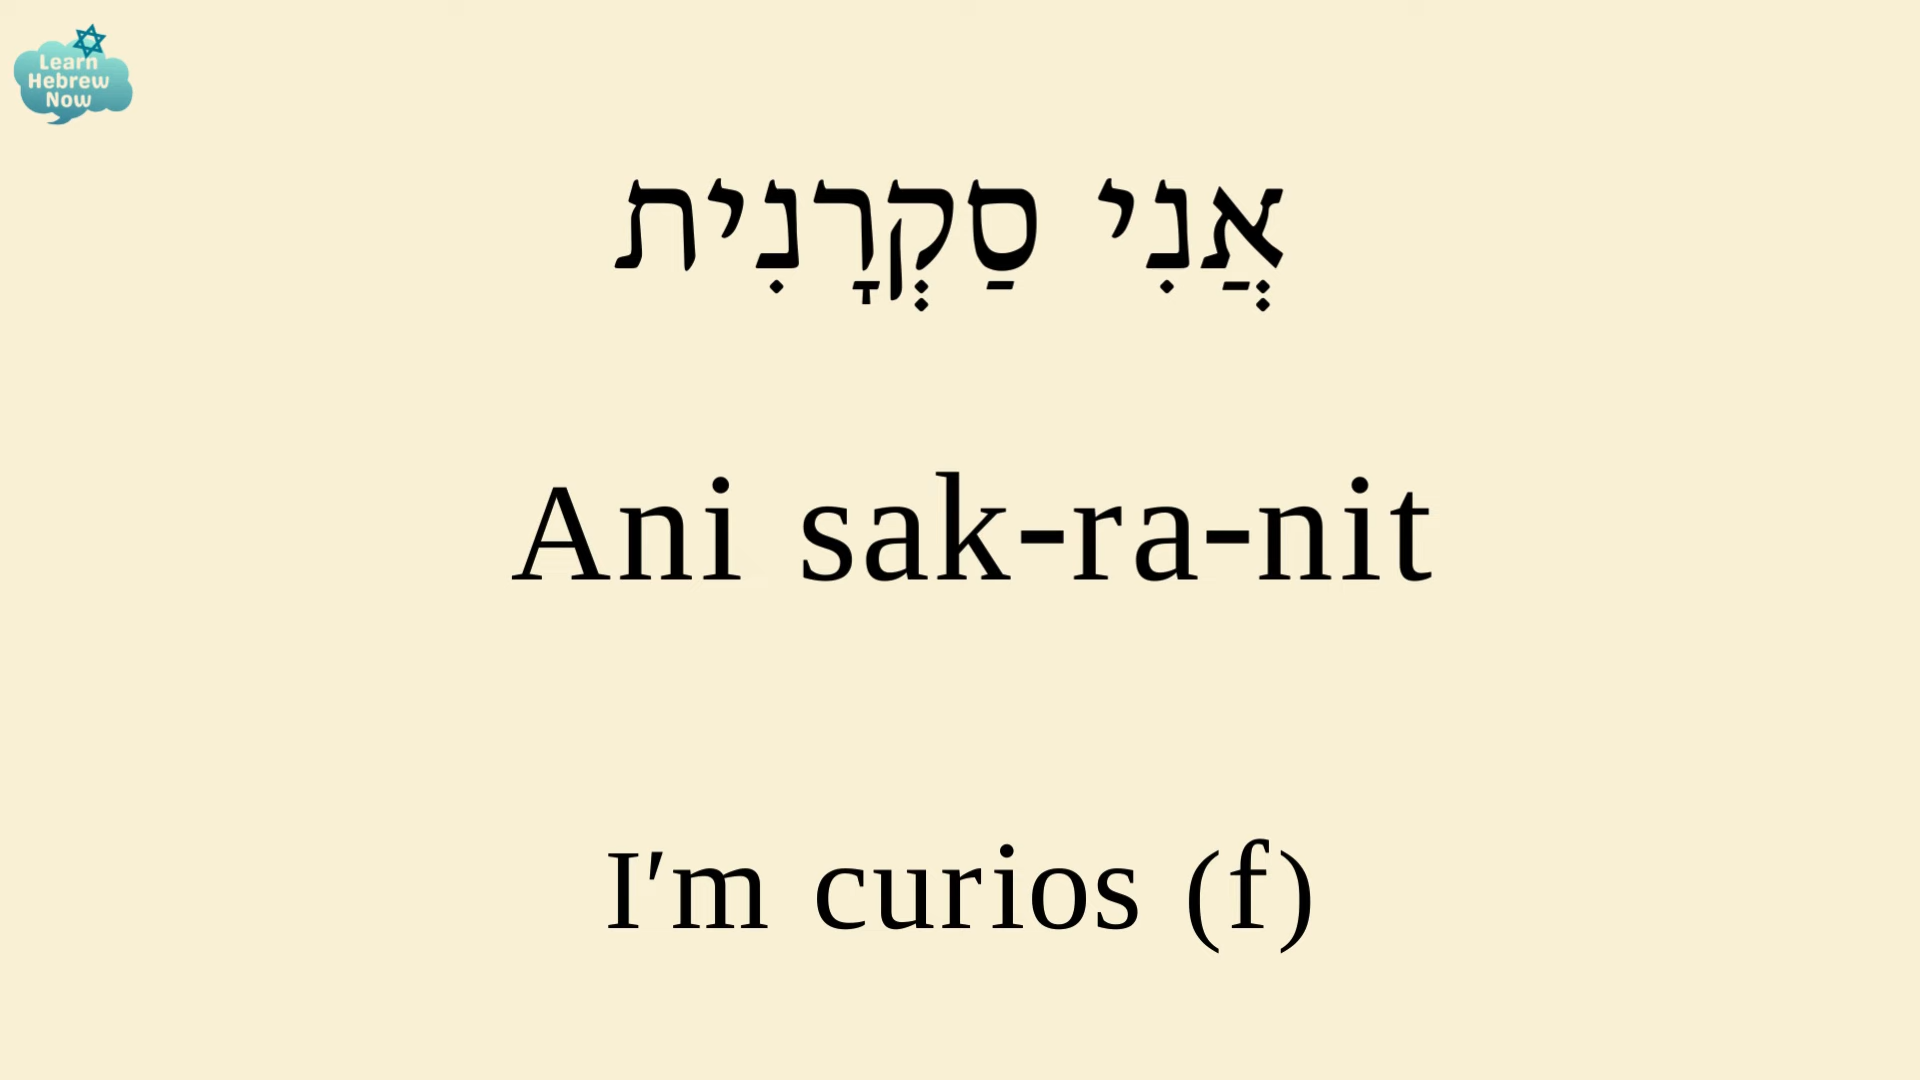 Learn
Hebrew
Now
אֲנִי סַקְרָנִית
Ani sak-ra-nit
I'm curios (f)